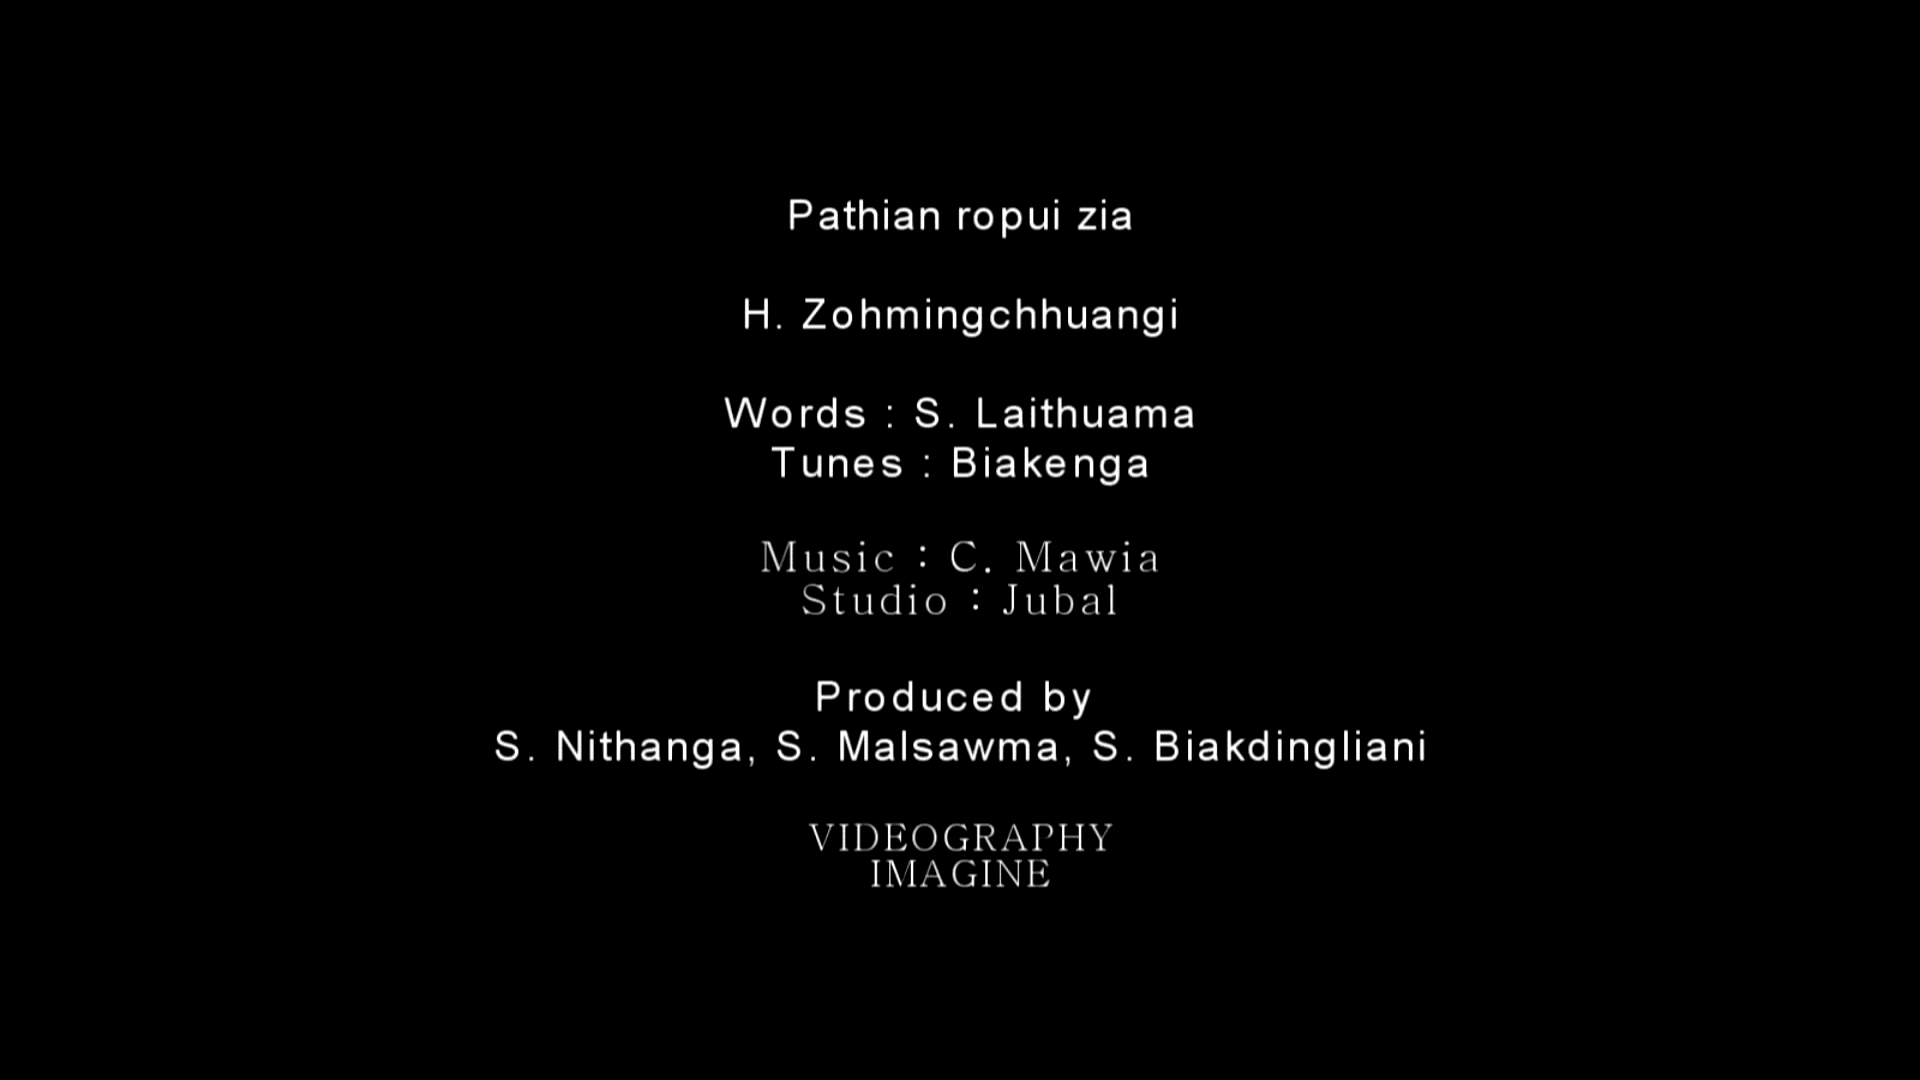 Pathian ropui zia
H. Zohmingchhuangi
Words : S. Laithuama
Tunes : Biakenga
Music : C. Mawia
Studio : Jubal
Produced by
S. Nithanga, S. Malsawma, S. Biakdingliani
VIDEOGRAPHY
IMAGINE